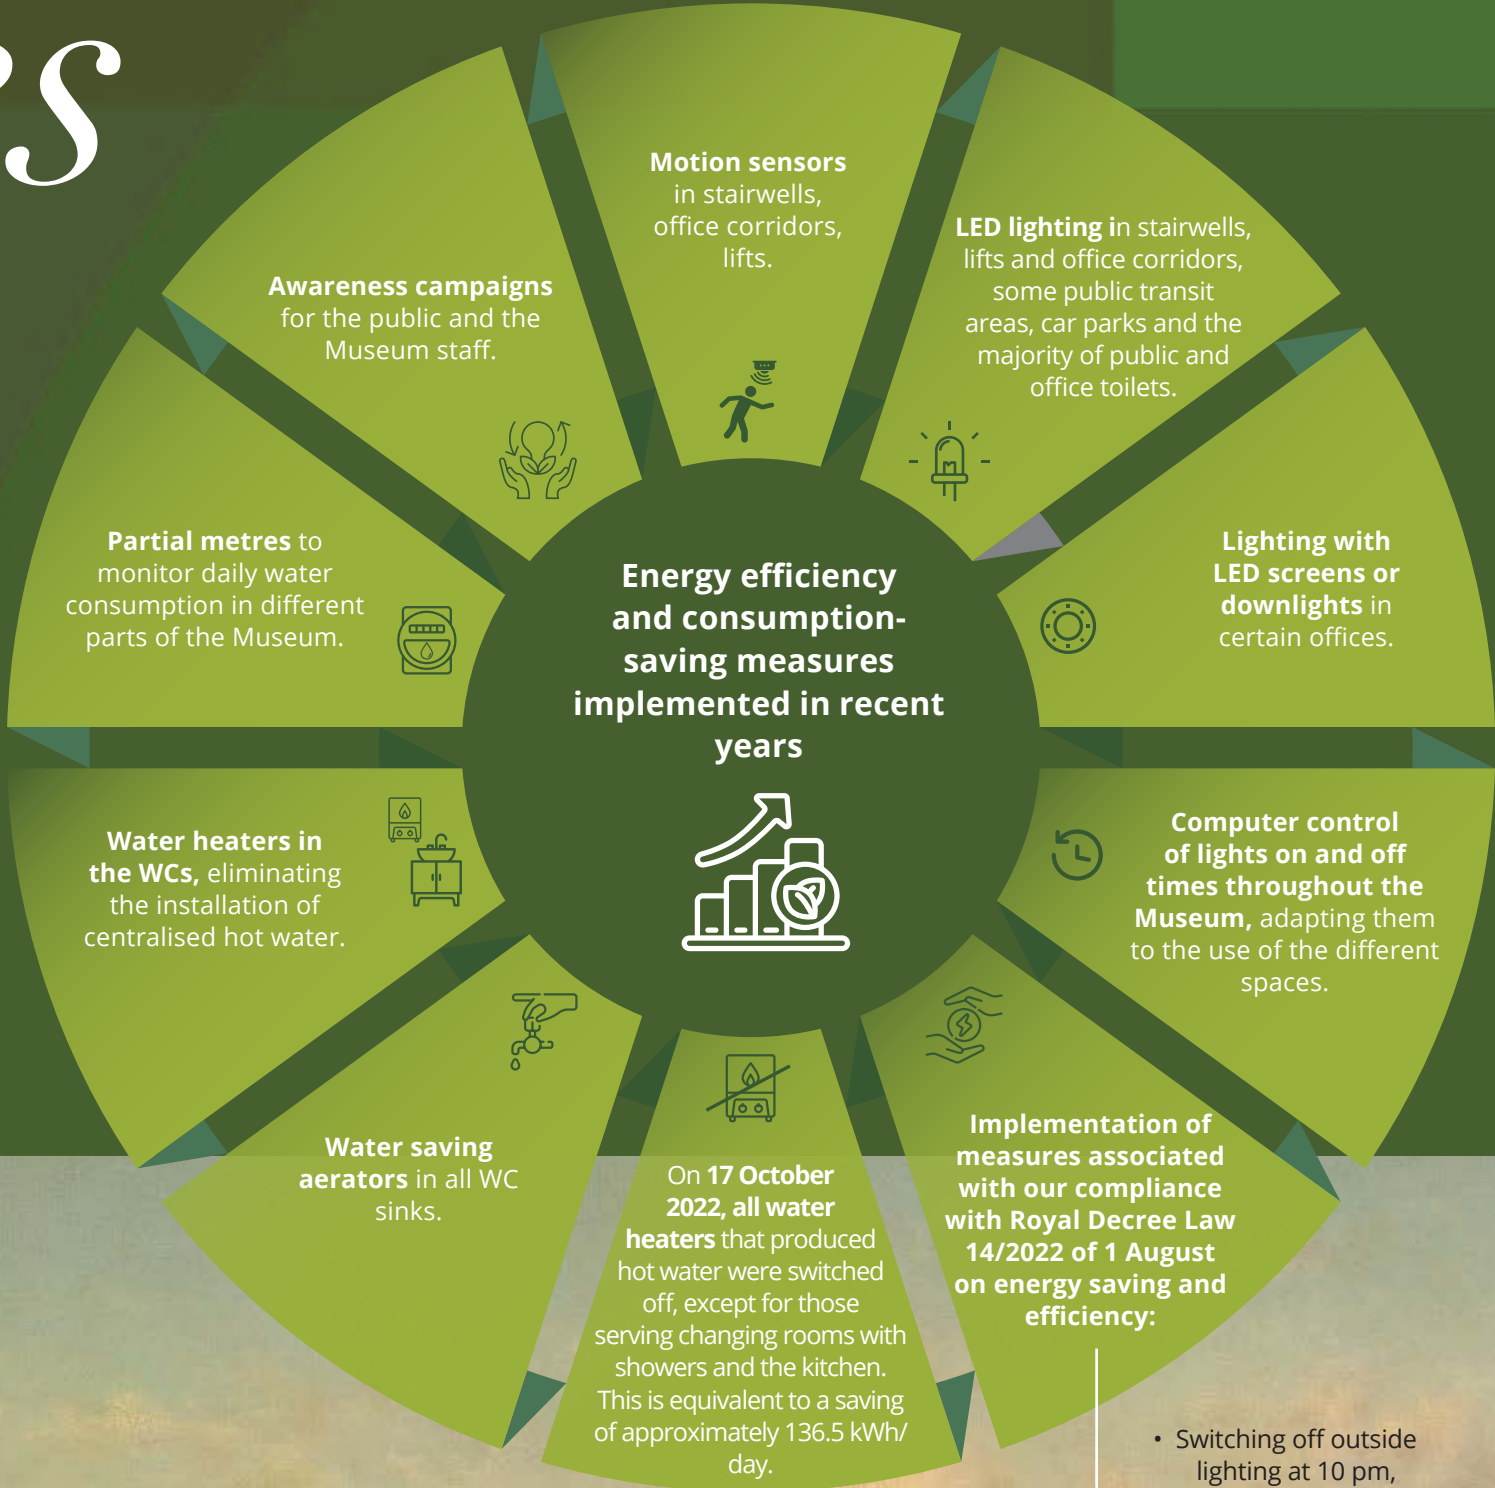 Motion sensors
in stairwells,
office corridors,
lifts.
LED lighting in stairwells,
lifts and office corridors,
some public transit
areas, car parks and the
majority of public and
office toilets.
Lighting with
LED screens or
downlights in
certain offices.
Computer control
of lights on and off
times throughout the
Museum, adapting them
to the use of the different
spaces.
Implementation of
measures associated
with our compliance
with Royal Decree Law
14/2022 of 1 August
on energy saving and
efficiency:
• Switching off outside
lighting at 10 pm,
On 17 October
2022, all water
heaters that produced
hot water were switched
off, except for those
serving changing rooms with
showers and the kitchen.
This is equivalent to a saving
of approximately 136.5 kWh/
day.
Water saving
aerators in all WC
sinks.
Water heaters in
the WCs, eliminating
the installation of
centralised hot water.
Partial metres to
monitor daily water
consumption in different
parts of the Museum.
Awareness campaigns
for the public and the
Museum staff.
Energy efficiency
and consumption-
saving measures
implemented in recent
years